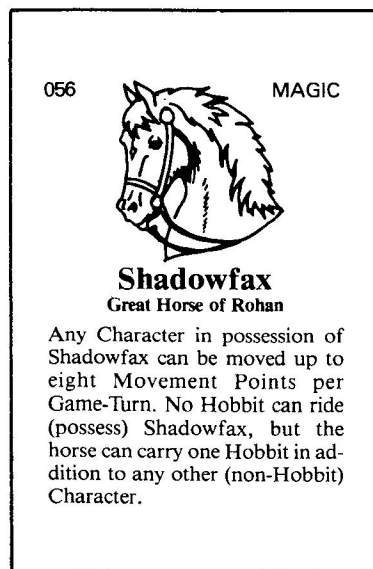 056 MAGIC
Shadowfax
Great Horse of Rohan
Any Character in possession of
Shadowfax can be moved up to
eight Movement Points per
Game-Turn. No Hobbit can ride
(possess) Shadowfax, but the
horse can carry one Hobbit in ad-
dition to any other (non-Hobbit)
Character.